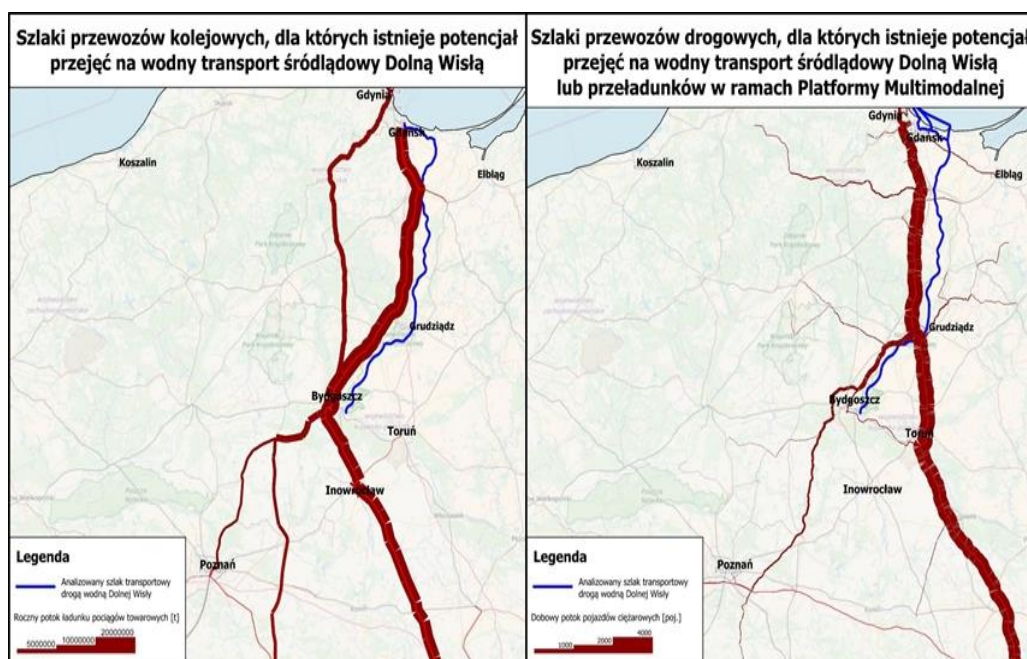 Szlaki przewozów kolejowych, dla których istnieje potencjał
przejęć na wodny transport śródlądowy Dolną Wisłą
Gdynia
Gdańsk
Koszalin
Elbląg
Grudziądz
Bydgoszcz
Toruń
Inowrocław
Poznań
Legenda
Analizowany szlak transportowy
drogą wodną Dolnej Wisły
Roczny potok ładunku pociągów towarowych [t]
5000000 10000000 20000000
Szlaki przewozów drogowych, dla których istnieje potencjał
przejęć na wodny transport śródlądowy Dolną Wisłą
lub przeładunków w ramach Platformy Multimodalnej
Gdynia
Gdańsk
Koszalin
Elbląg
Grudziądz
Bydgoszcz
Toruń
Inowrocław
Poznań
Legenda
Analizowany szlak transportowy
drogą wodną Dolnej Wisły
Dobowy potok pojazdów ciężarowych [poj.]
1000 2000 4000